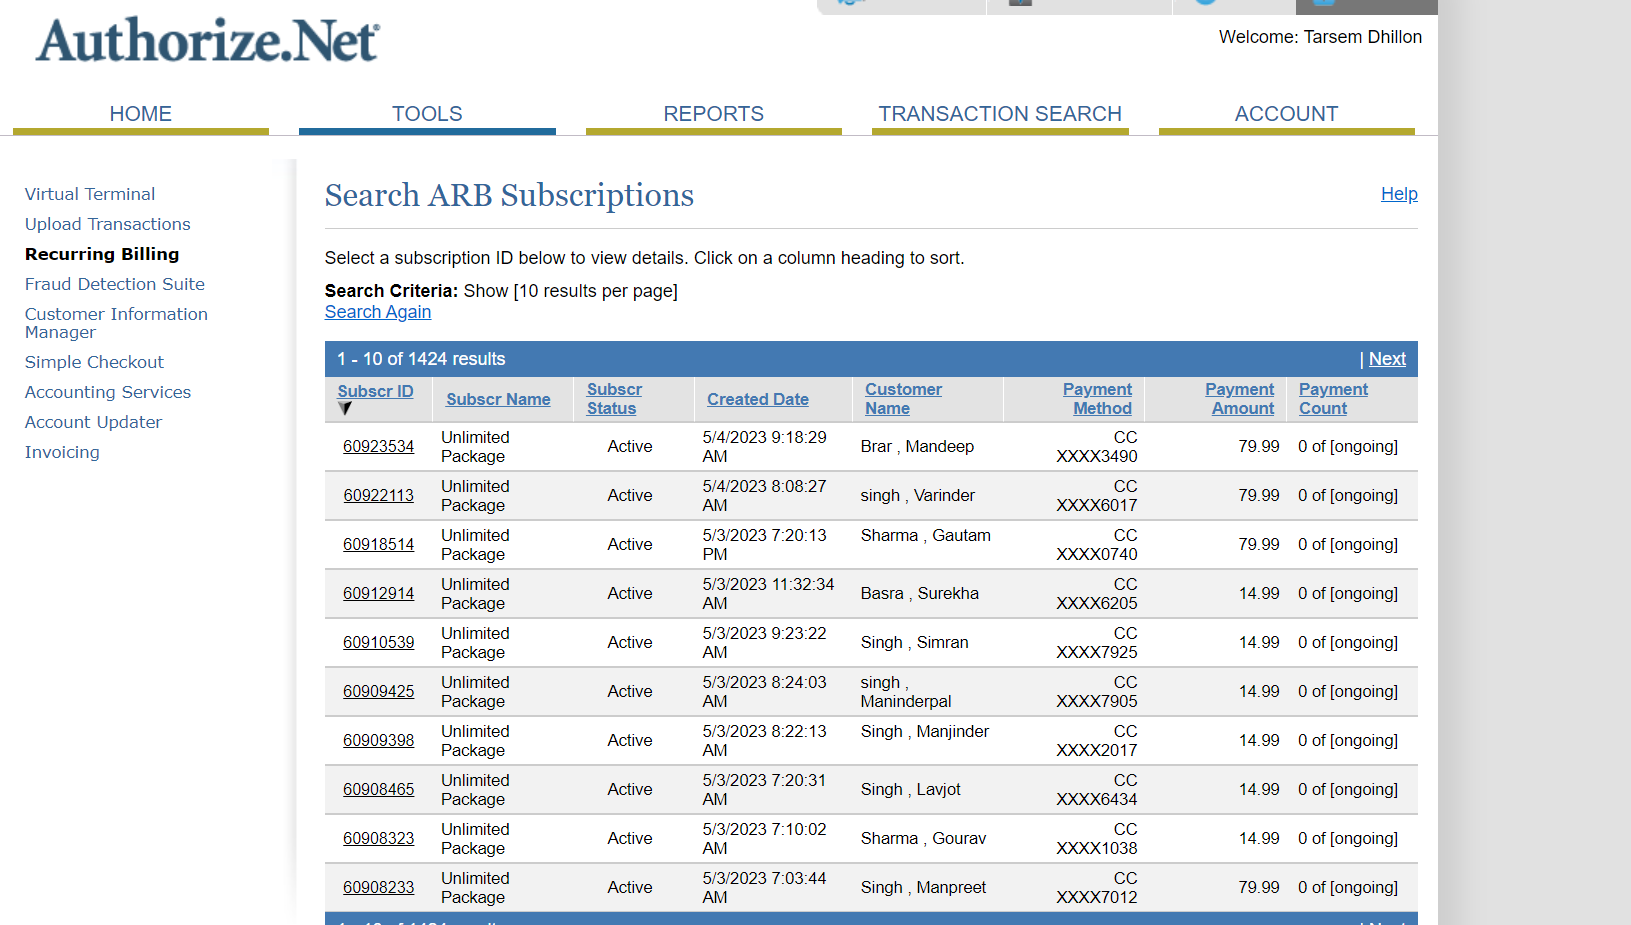 Authorize.Net
Welcome: Tarsem Dhillon
HOME TOOLS REPORTS TRANSACTION SEARCH ACCOUNT
Virtual Terminal
Upload Transactions
Recurring Billing
Fraud Detection Suite
Customer Information
Manager
Simple Checkout
Accounting Services
Account Updater
Invoicing
Search ARB Subscriptions
Help
Select a subscription ID below to view details. Click on a column heading to sort.
Search Criteria: Show [10 results per page]
Search Again
1 - 10 of 1424 results | Next
Subscr ID Subscr Name Subscr Status Created Date Customer Name Payment Method Payment Amount Payment Count
60923534 Unlimited Package Active 5/4/2023 9:18:29 AM Brar , Mandeep CC XXXX3490 79.99 0 of [ongoing]
60922113 Unlimited Package Active 5/4/2023 8:08:27 AM singh , Varinder CC XXXX6017 79.99 0 of [ongoing]
60918514 Unlimited Package Active 5/3/2023 7:20:13 PM Sharma , Gautam CC XXXX0740 79.99 0 of [ongoing]
60912914 Unlimited Package Active 5/3/2023 11:32:34 AM Basra , Surekha CC XXXX6205 14.99 0 of [ongoing]
60910539 Unlimited Package Active 5/3/2023 9:23:22 AM Singh , Simran CC XXXX7925 14.99 0 of [ongoing]
60909425 Unlimited Package Active 5/3/2023 8:24:03 AM singh , Maninderpal CC XXXX7905 14.99 0 of [ongoing]
60909398 Unlimited Package Active 5/3/2023 8:22:13 AM Singh , Manjinder CC XXXX2017 14.99 0 of [ongoing]
60908465 Unlimited Package Active 5/3/2023 7:20:31 AM Singh , Lavjot CC XXXX6434 14.99 0 of [ongoing]
60908323 Unlimited Package Active 5/3/2023 7:10:02 AM Sharma , Gourav CC XXXX1038 14.99 0 of [ongoing]
60908233 Unlimited Package Active 5/3/2023 7:03:44 AM Singh , Manpreet CC XXXX7012 79.99 0 of [ongoing]